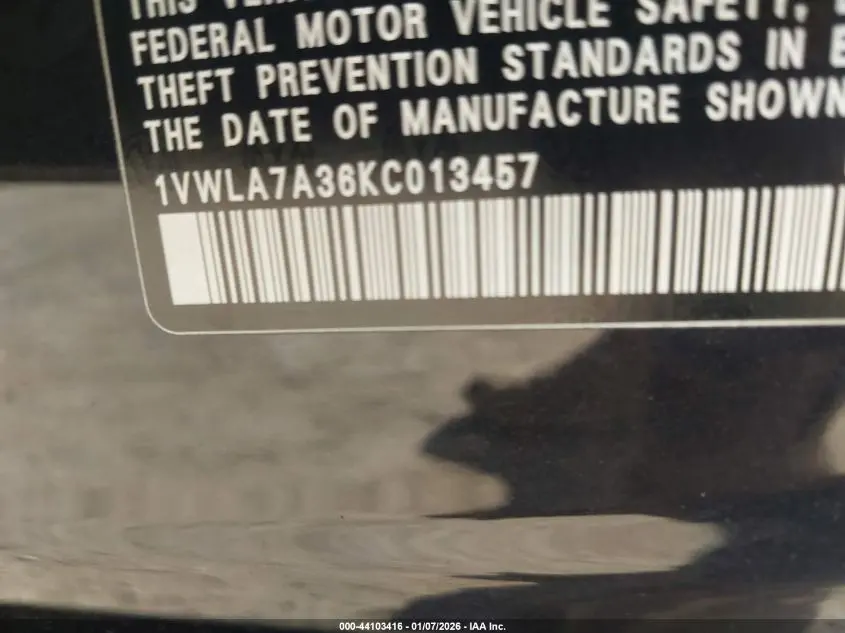 THIS
FEDERAL MOTOR VEHICLE SAFETY,
THEFT PREVENTION STANDARDS IN
THE DATE OF MANUFACTURE SHOWN
1VWLA7A36KC013457
000-44103416 - 01/07/2026 - IAA Inc.